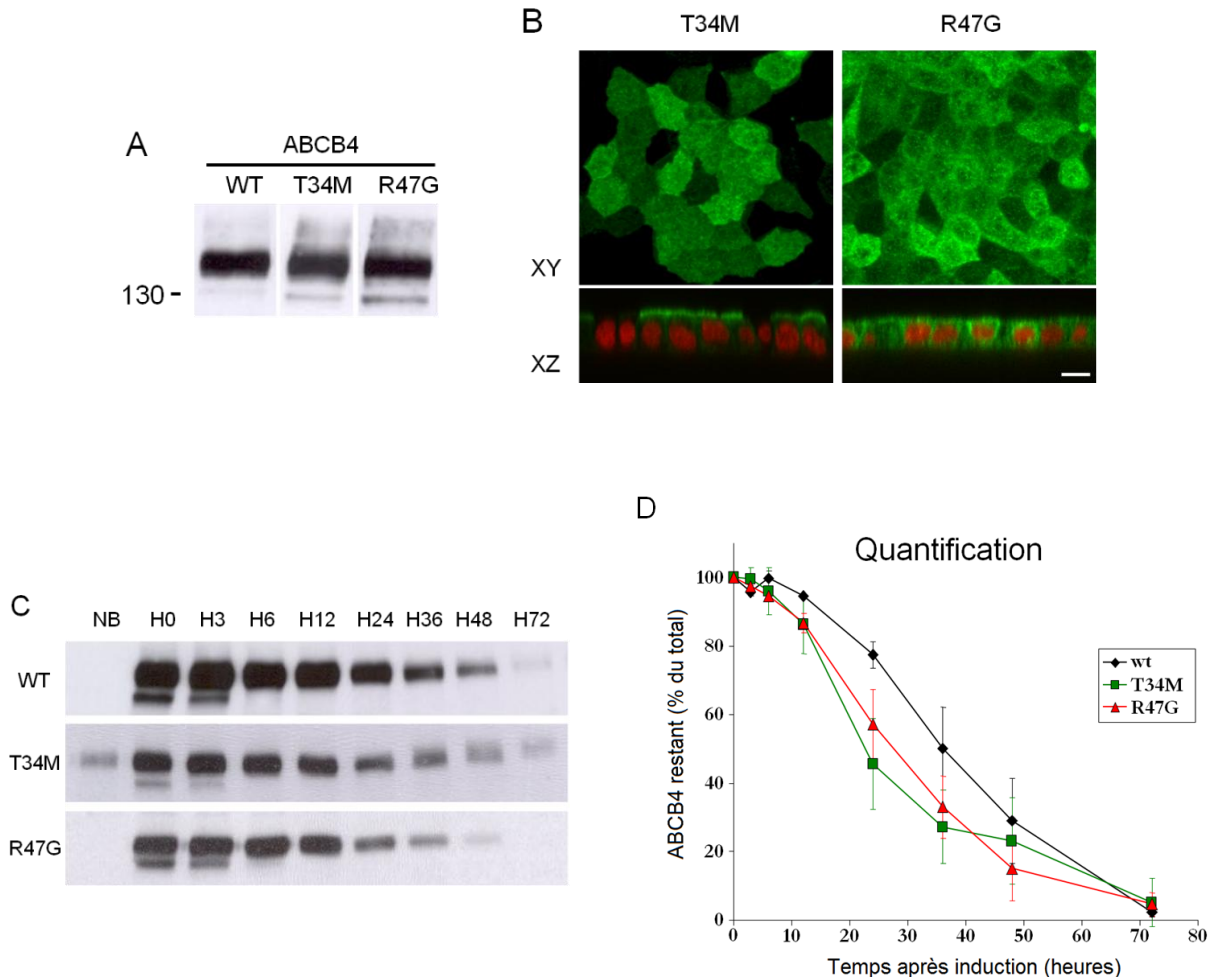 A
ABCB4
WT T34M R47G
130 -
B
T34M R47G
XY
XZ
C
NB H0 H3 H6 H12 H24 H36 H48 H72
WT
T34M
R47G
D
Quantification
ABCB4 restant (% du total)
100
80
60
40
20
0
wt
T34M
R47G
0 10 20 30 40 50 60 70 80
Temps après induction (heures)